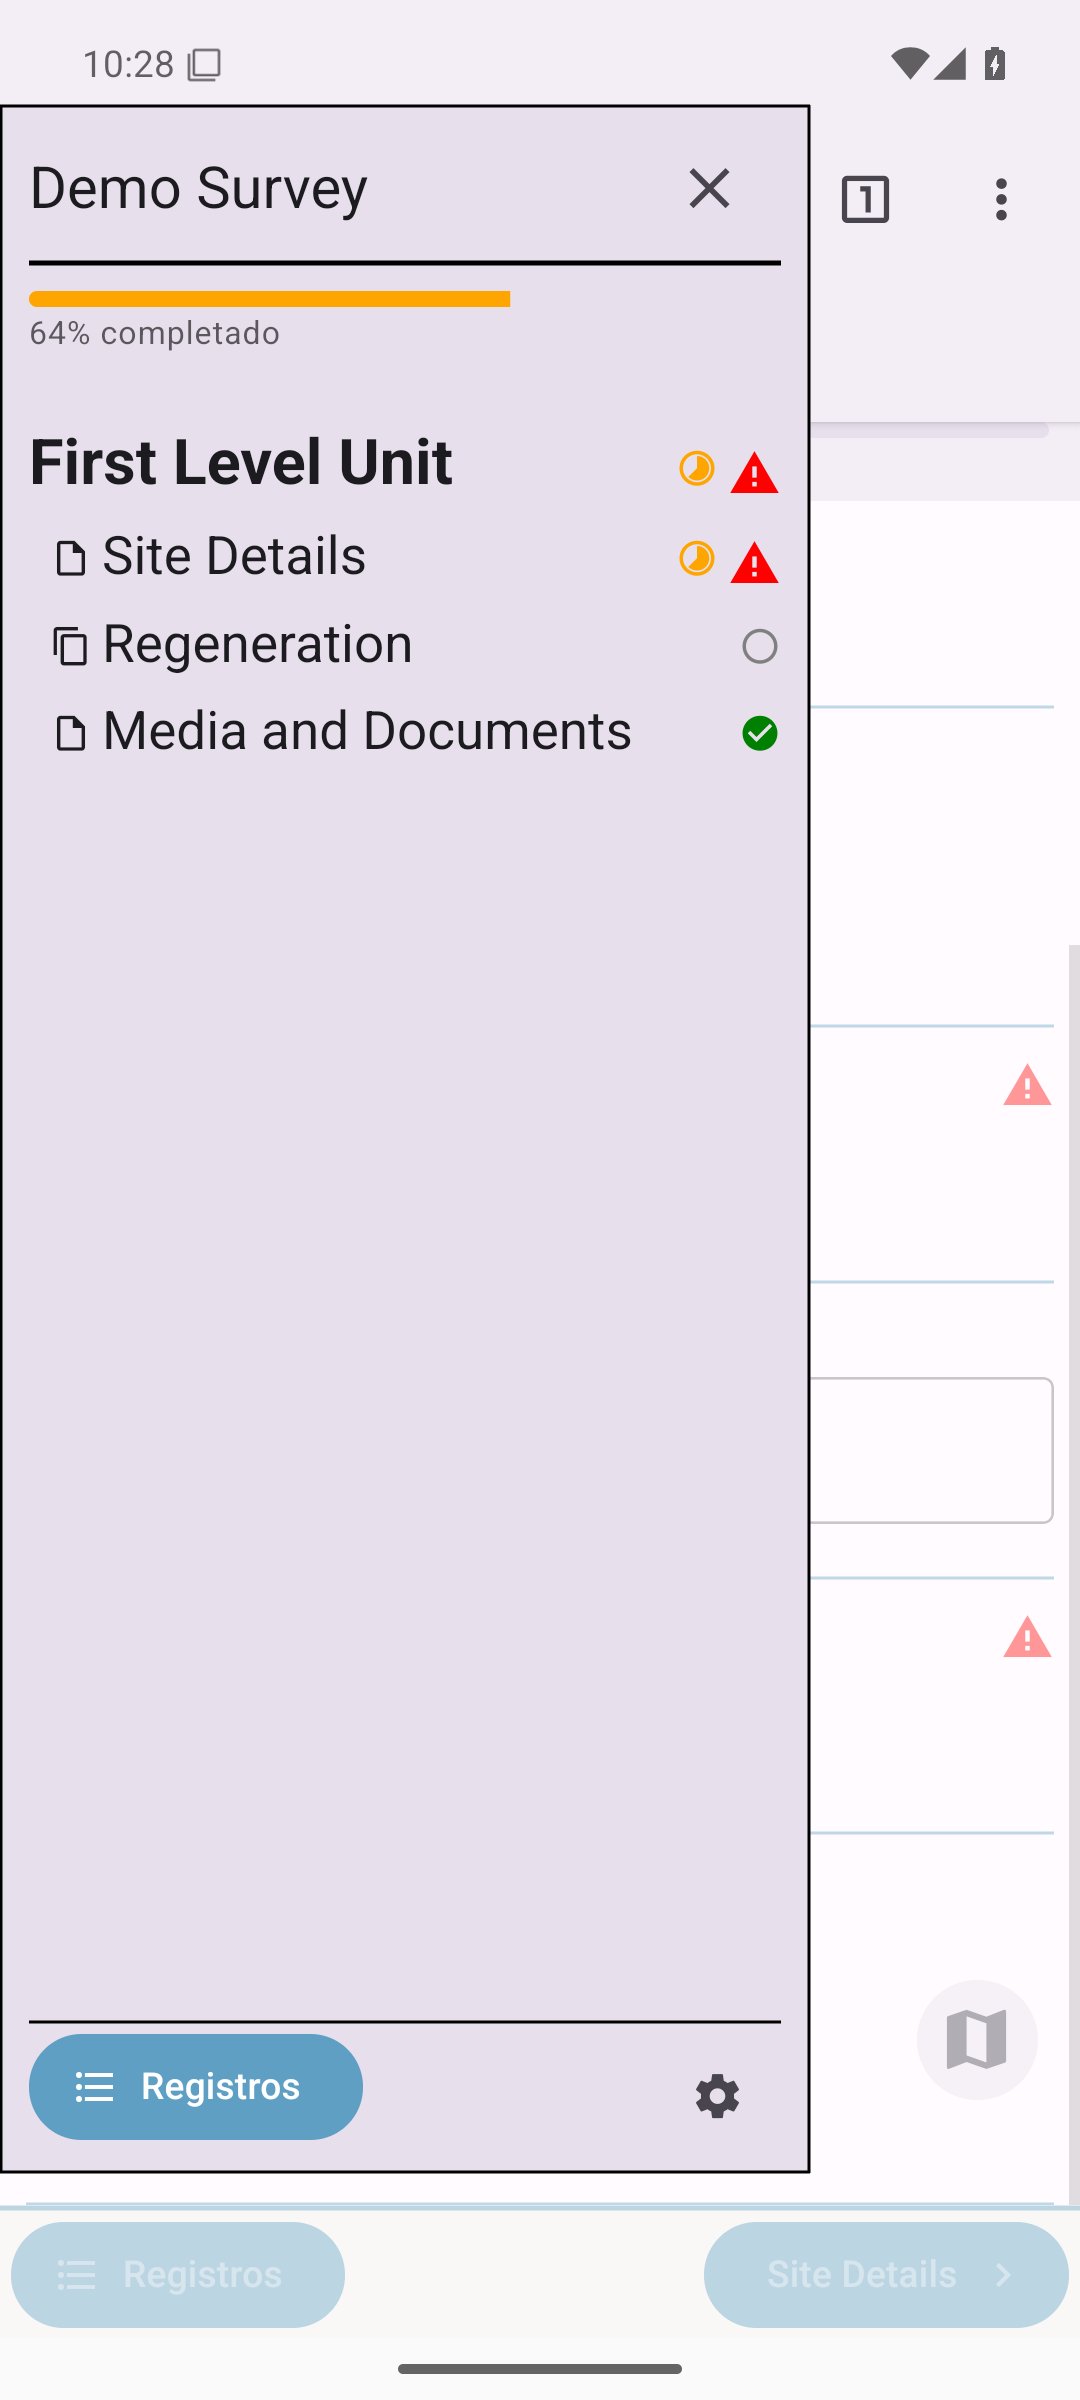 10:28
Demo Survey
1
64% completado
First Level Unit
Site Details
Regeneration
Media and Documents
Registros
Registros
Site Details